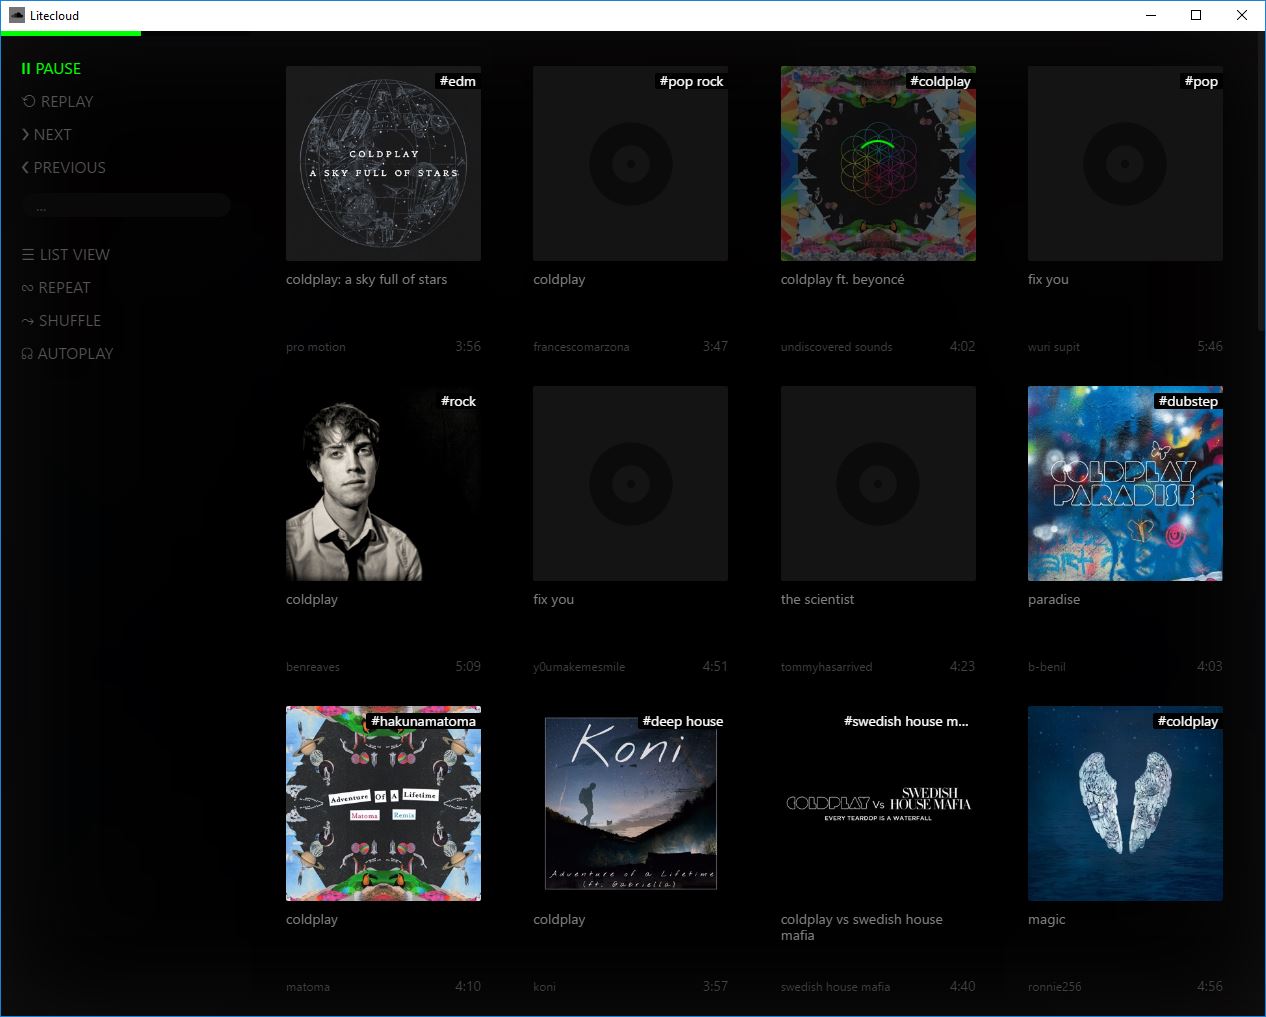 Litecloud
PAUSE
REPLAY
NEXT
PREVIOUS
...
LIST VIEW
REPEAT
SHUFFLE
AUTOPLAY
#edm
COLDPLAY
A SKY FULL OF STARS
coldplay: a sky full of stars
pro motion 3:56
#pop rock
coldplay
francescomarzona 3:47
#coldplay
coldplay ft. beyoncé
undiscovered sounds 4:02
#pop
fix you
wuri supit 5:46
#rock
coldplay
benreaves 5:09
fix you
y0umakemesmile 4:51
the scientist
tommyhasarrived 4:23
#dubstep
COLDPLAY
PARADISE
paradise
b-benil 4:03
#hakunamatoma
Adventure Of A Lifetime
Matoma Remix
coldplay
matoma 4:10
#deep house
Koni
Adventure of a Lifetime
(ft. Gabriella)
coldplay
koni 3:57
#swedish house m...
COLDPLAY Vs SWEDISH
HOUSE MAFIA
EVERY TEARDOP IS A WATERFALL
coldplay vs swedish house
mafia
swedish house mafia 4:40
#coldplay
magic
ronnie256 4:56